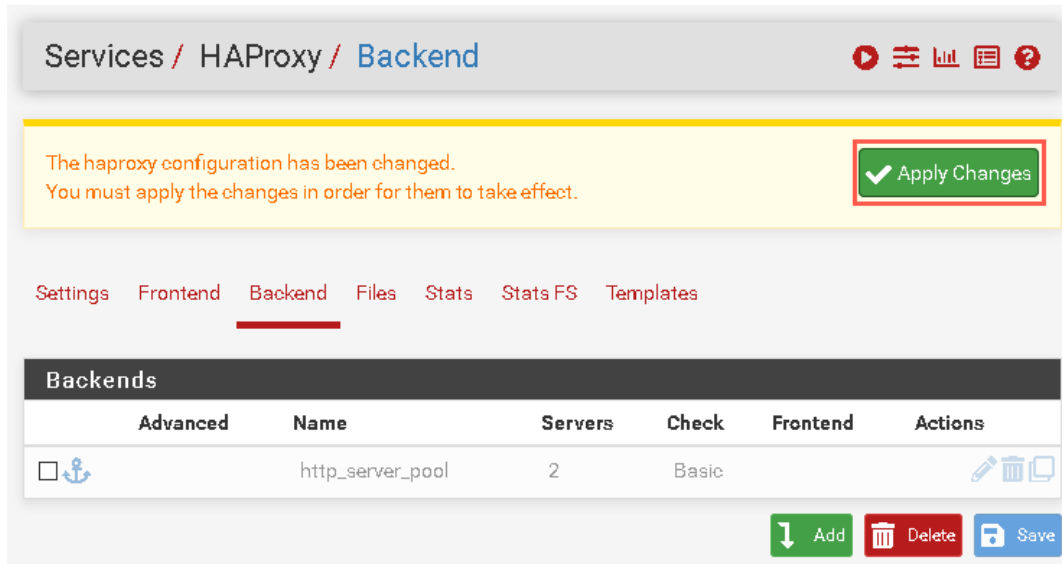 Services / HAProxy / Backend
The haproxy configuration has been changed.
You must apply the changes in order for them to take effect.
Apply Changes
Settings Frontend Backend Files Stats Stats FS Templates
Backends
Advanced Name Servers Check Frontend Actions
http_server_pool 2 Basic
Add Delete Save